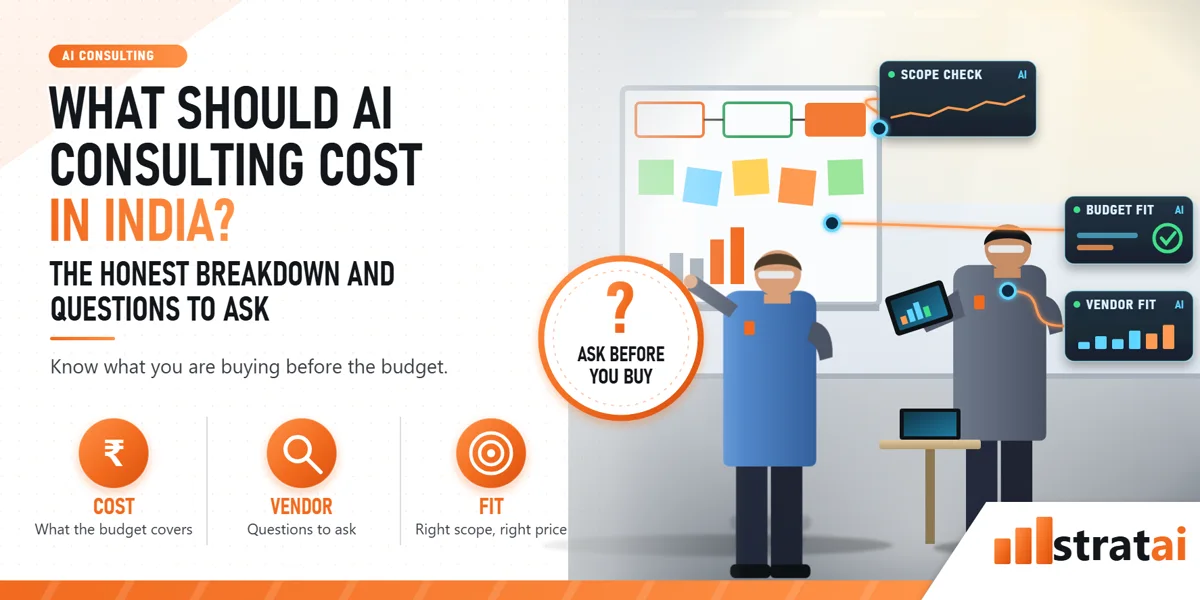 AI CONSULTING
WHAT SHOULD AI
CONSULTING COST
IN INDIA?
THE HONEST BREAKDOWN AND
QUESTIONS TO ASK
Know what you are buying before the budget.
₹
COST
What the budget covers
VENDOR
Questions to ask
FIT
Right scope, right price
?
ASK BEFORE
YOU BUY
SCOPE CHECK AI
BUDGET FIT AI
VENDOR FIT AI
stratai